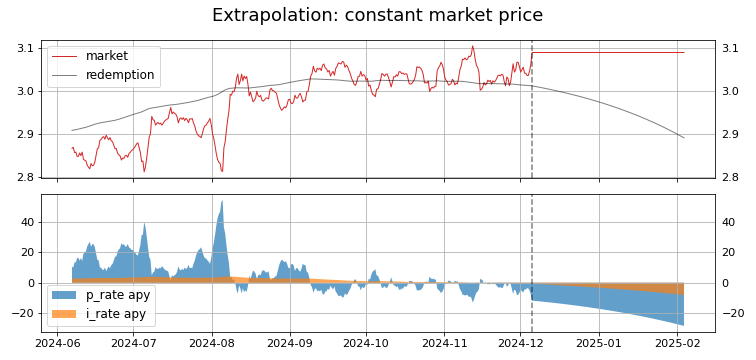 Extrapolation: constant market price
3.1
3.0
2.9
2.8
market
redemption
3.1
3.0
2.9
2.8
40
20
0
−20
p_rate apy
i_rate apy
40
20
0
−20
2024-06 2024-07 2024-08 2024-09 2024-10 2024-11 2024-12 2025-01 2025-02